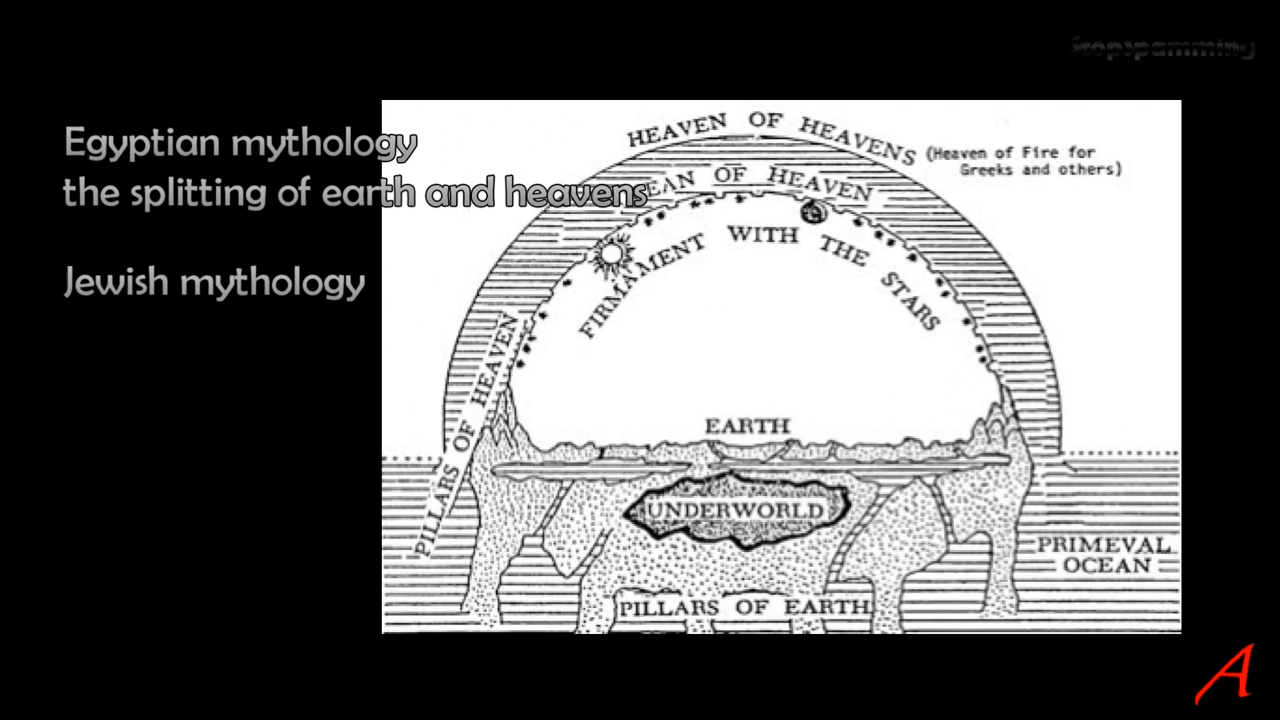 Egyptian mythology
the splitting of earth and heavens
Jewish mythology
HEAVEN OF HEAVENS
(Heaven of Fire for
Greeks and others)
OF HEAVEN
FIRMAMENT WITH THE STARS
PILLARS OF HEAVEN
EARTH
UNDERWORLD
PRIMEVAL
OCEAN
PILLARS OF EARTH
A